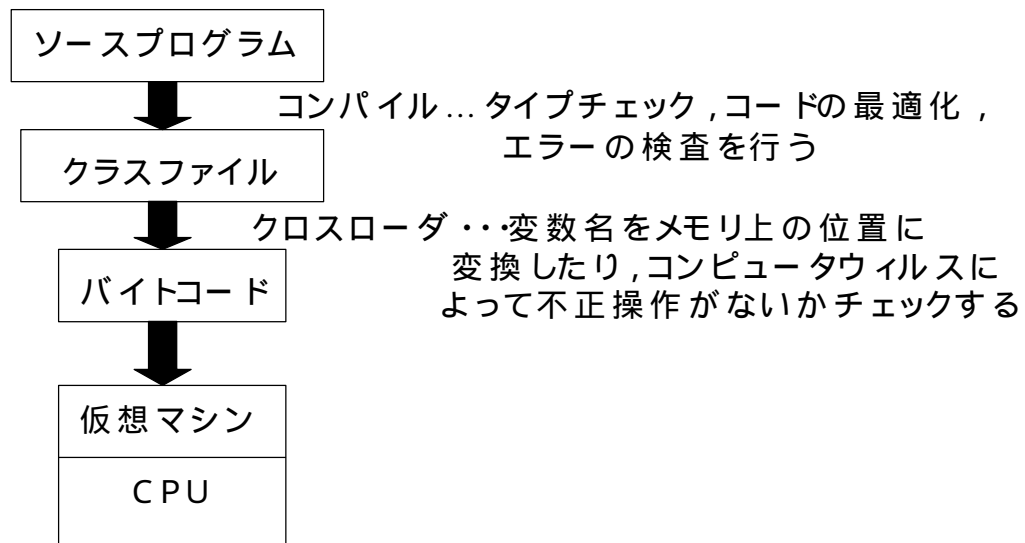 ソースプログラム
コンパイル…タイプチェック,コードの最適化,
エラーの検査を行う
クラスファイル
クロスローダ・・・変数名をメモリ上の位置に
変換したり,コンピュータウィルスに
よって不正操作がないかチェックする
バイトコード
仮想マシン
CPU